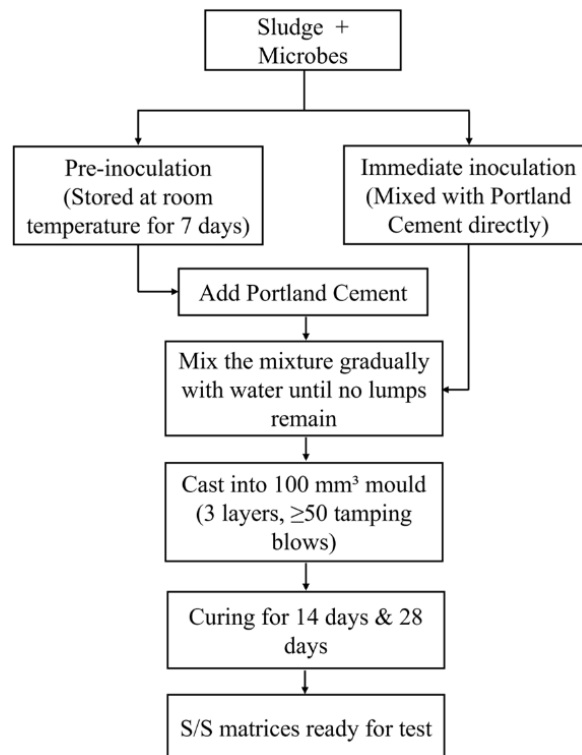 Sludge +
Microbes
Pre-inoculation
(Stored at room
temperature for 7 days)
Immediate inoculation
(Mixed with Portland
Cement directly)
Add Portland Cement
Mix the mixture gradually
with water until no lumps
remain
Cast into 100 mm³ mould
(3 layers, ≥50 tamping
blows)
Curing for 14 days & 28
days
S/S matrices ready for test